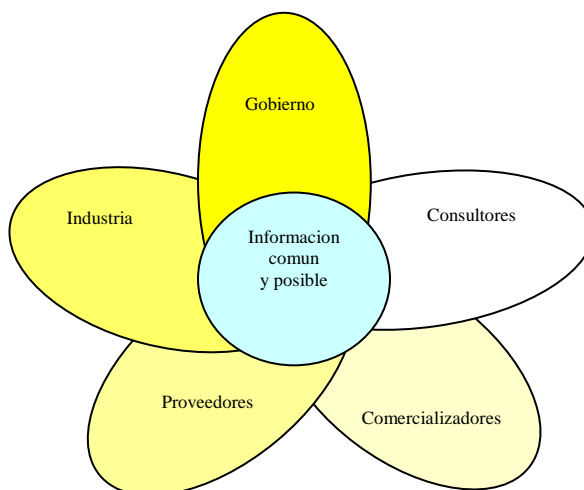 Gobierno
Industria
Consultores
Informacion
comun
y posible
Proveedores
Comercializadores